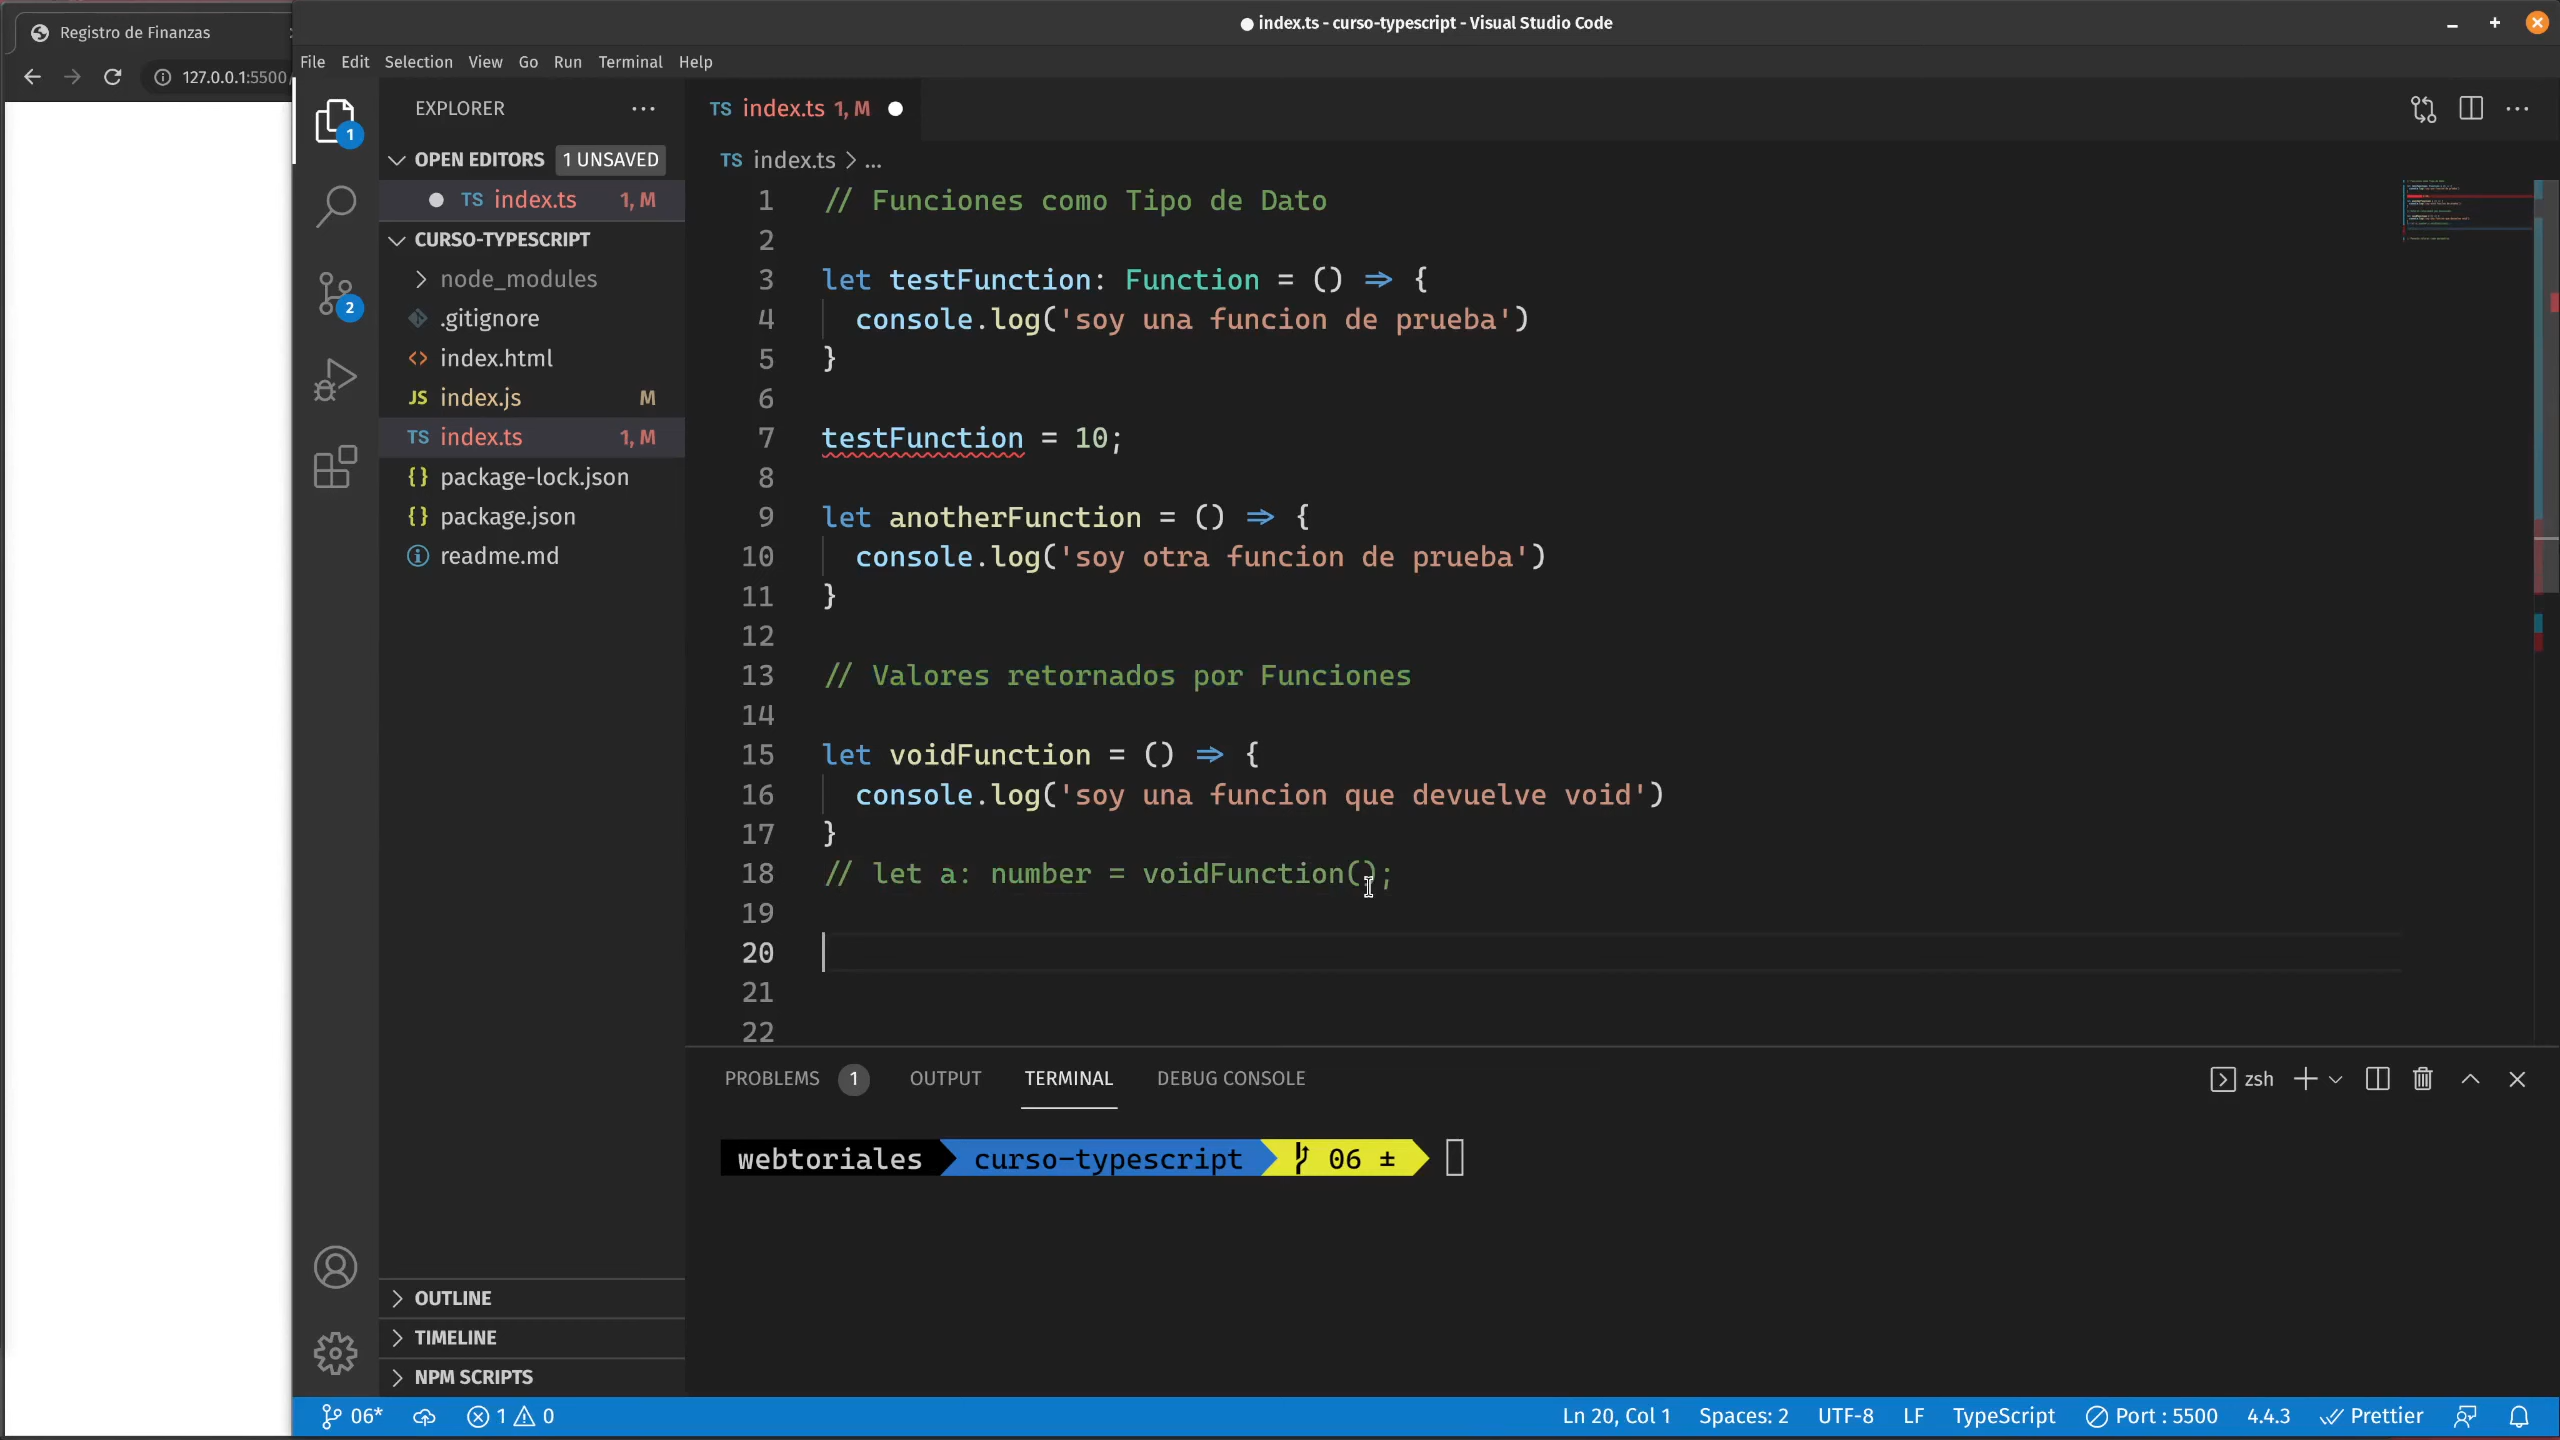 Registro de Finanzas
127.0.0.1:5500/
● index.ts - curso-typescript - Visual Studio Code
File Edit Selection View Go Run Terminal Help
1
2
EXPLORER ...
OPEN EDITORS 1 UNSAVED
● TS index.ts 1, M
CURSO-TYPESCRIPT
node_modules
.gitignore
<> index.html
JS index.js M
TS index.ts 1, M
{} package-lock.json
{} package.json
readme.md
OUTLINE
TIMELINE
NPM SCRIPTS
TS index.ts 1, M ●
TS index.ts > ...
1 // Funciones como Tipo de Dato
2
3 let testFunction: Function = () => {
4 console.log('soy una funcion de prueba')
5 }
6
7 testFunction = 10;
8
9 let anotherFunction = () => {
10 console.log('soy otra funcion de prueba')
11 }
12
13 // Valores retornados por Funciones
14
15 let voidFunction = () => {
16 console.log('soy una funcion que devuelve void')
17 }
18 // let a: number = voidFunction();
19
20
21
22
PROBLEMS 1 OUTPUT TERMINAL DEBUG CONSOLE
zsh
webtoriales curso-typescript 06 ±
06* 1 0 Ln 20, Col 1 Spaces: 2 UTF-8 LF TypeScript Port : 5500 4.4.3 Prettier